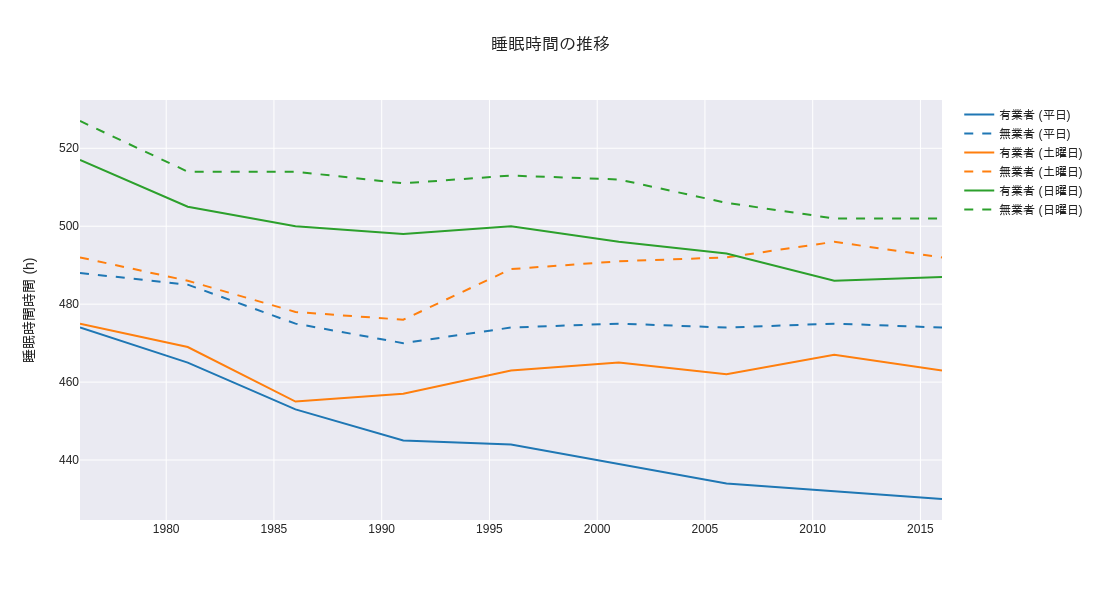 睡眠時間の推移
睡眠時間時間 (h)
520
500
480
460
440
1980
1985
1990
1995
2000
2005
2010
2015
有業者 (平日)
無業者 (平日)
有業者 (土曜日)
無業者 (土曜日)
有業者 (日曜日)
無業者 (日曜日)